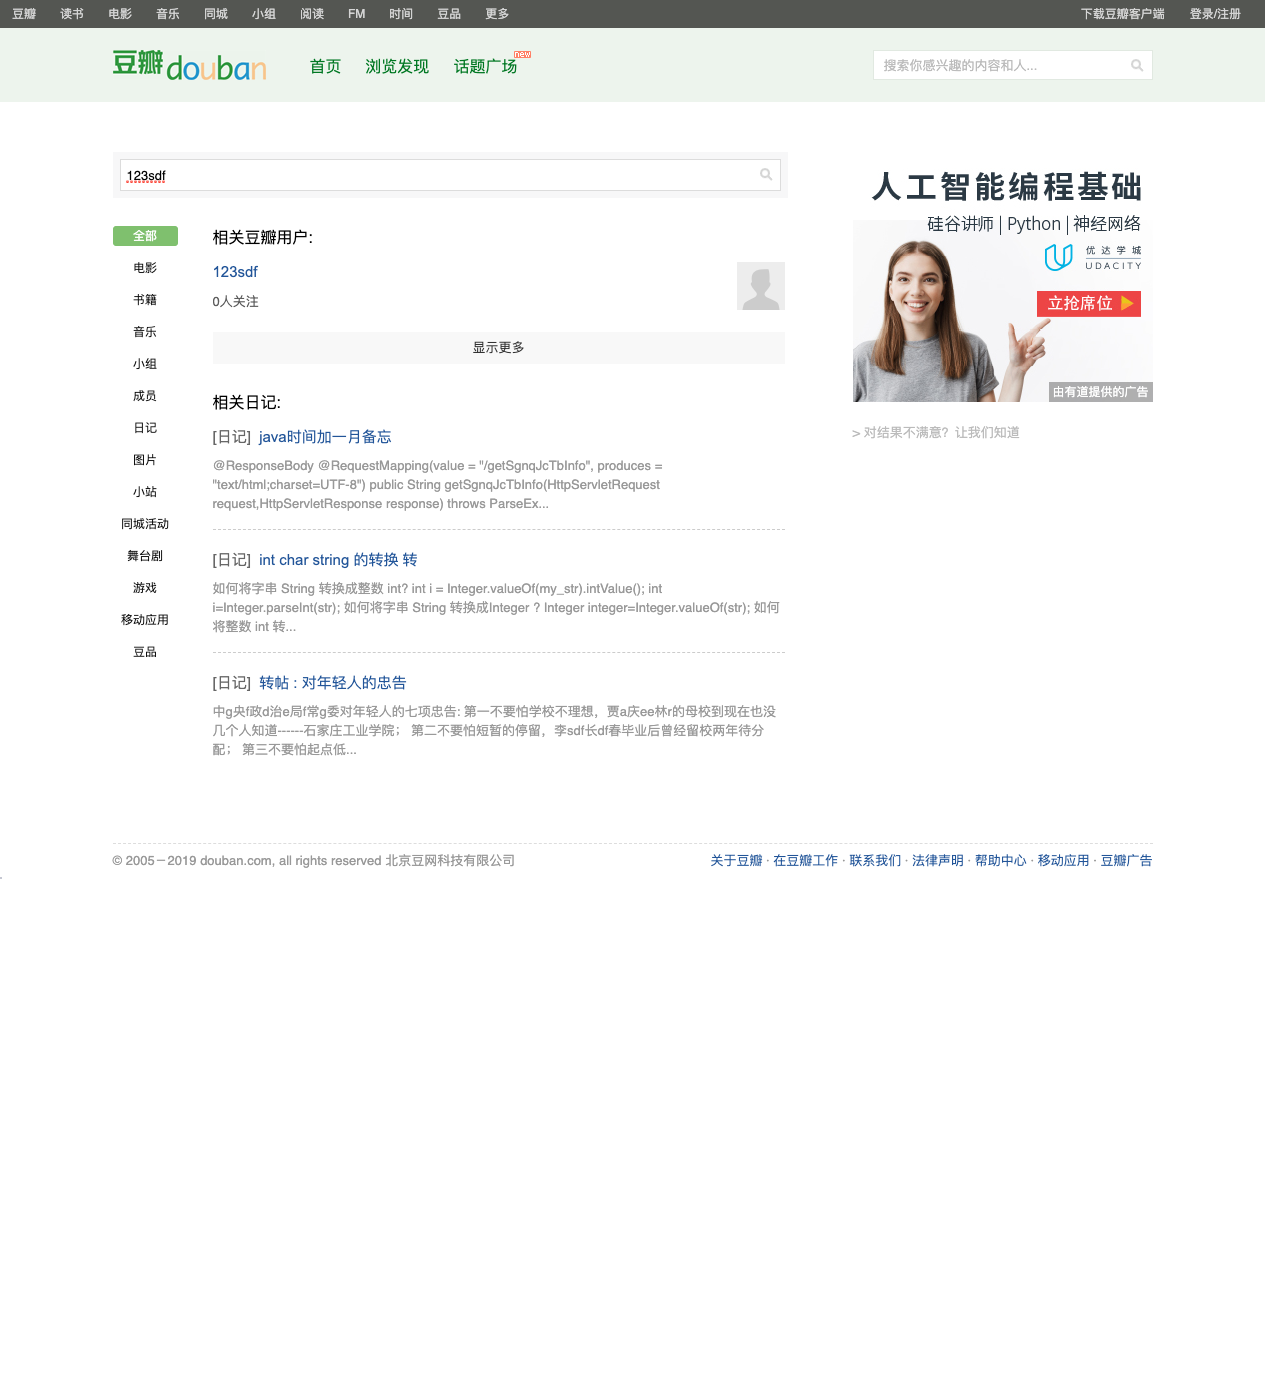 豆瓣 读书 电影 音乐 同城 小组 阅读 FM 时间 豆品 更多 下载豆瓣客户端 登录/注册
豆瓣douban 首页 浏览发现 话题广场 new 搜索你感兴趣的内容和人...
123sdf
全部
电影
书籍
音乐
小组
成员
日记
图片
小站
同城活动
舞台剧
游戏
移动应用
豆品
相关豆瓣用户:
123sdf
0人关注
显示更多
相关日记:
[日记] java时间加一月备忘
@ResponseBody @RequestMapping(value = "/getSgnqJcTbInfo", produces =
"text/html;charset=UTF-8") public String getSgnqJcTbInfo(HttpServletRequest
request,HttpServletResponse response) throws ParseEx...
[日记] int char string 的转换 转
如何将字串 String 转换成整数 int? int i = Integer.valueOf(my_str).intValue(); int
i=Integer.parseInt(str); 如何将字串 String 转换成Integer ? Integer integer=Integer.valueOf(str); 如何
将整数 int 转...
[日记] 转帖 : 对年轻人的忠告
中g央f政d治e局f常g委对年轻人的七项忠告: 第一不要怕学校不理想，贾a庆ee林r的母校到现在也没
几个人知道------石家庄工业学院； 第二不要怕短暂的停留，李sdf长df春毕业后曾经留校两年待分
配； 第三不要怕起点低...
人工智能编程基础
硅谷讲师 | Python | 神经网络
优达学城
UDACITY
立抢席位
由有道提供的广告
> 对结果不满意？让我们知道
© 2005－2019 douban.com, all rights reserved 北京豆网科技有限公司
关于豆瓣 · 在豆瓣工作 · 联系我们 · 法律声明 · 帮助中心 · 移动应用 · 豆瓣广告